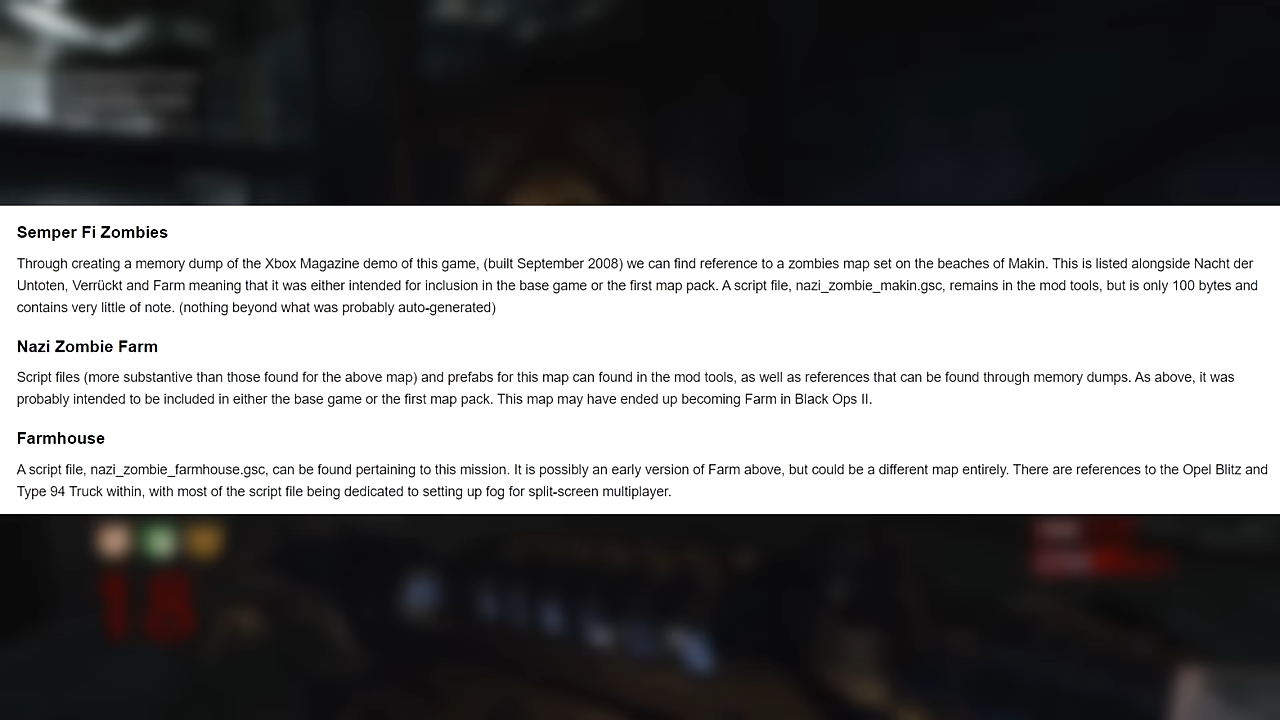 Semper Fi Zombies
Through creating a memory dump of the Xbox Magazine demo of this game, (built September 2008) we can find reference to a zombies map set on the beaches of Makin. This is listed alongside Nacht der
Untoten, Verrückt and Farm meaning that it was either intended for inclusion in the base game or the first map pack. A script file, nazi_zombie_makin.gsc, remains in the mod tools, but is only 100 bytes and
contains very little of note. (nothing beyond what was probably auto-generated)
Nazi Zombie Farm
Script files (more substantive than those found for the above map) and prefabs for this map can found in the mod tools, as well as references that can be found through memory dumps. As above, it was
probably intended to be included in either the base game or the first map pack. This map may have ended up becoming Farm in Black Ops II.
Farmhouse
A script file, nazi_zombie_farmhouse.gsc, can be found pertaining to this mission. It is possibly an early version of Farm above, but could be a different map entirely. There are references to the Opel Blitz and
Type 94 Truck within, with most of the script file being dedicated to setting up fog for split-screen multiplayer.
18